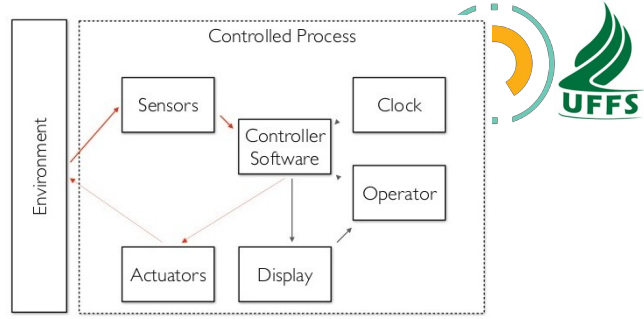 Controlled Process
Environment
Sensors
Clock
Controller
Software
Operator
Actuators
Display
UFFS